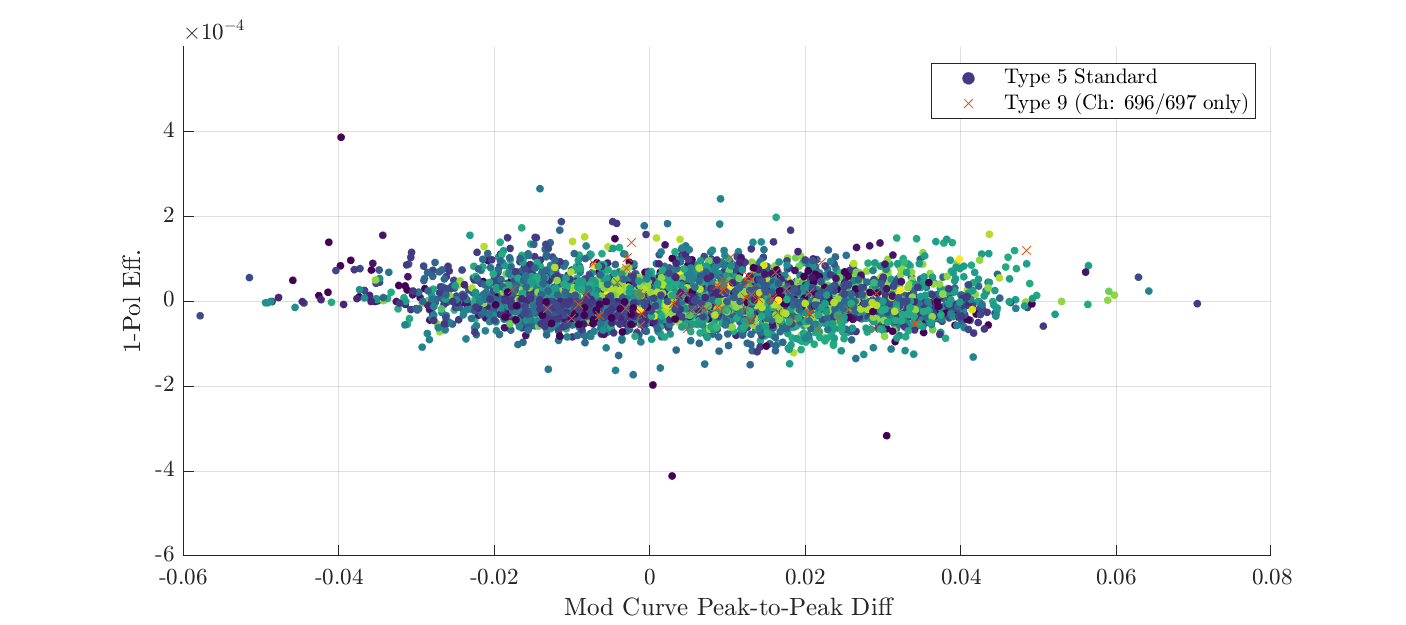 ×10⁻⁴
Type 5 Standard
Type 9 (Ch: 696/697 only)
4
2
0
-2
-4
-6
1-Pol Eff.
-0.06 -0.04 -0.02 0 0.02 0.04 0.06 0.08
Mod Curve Peak-to-Peak Diff